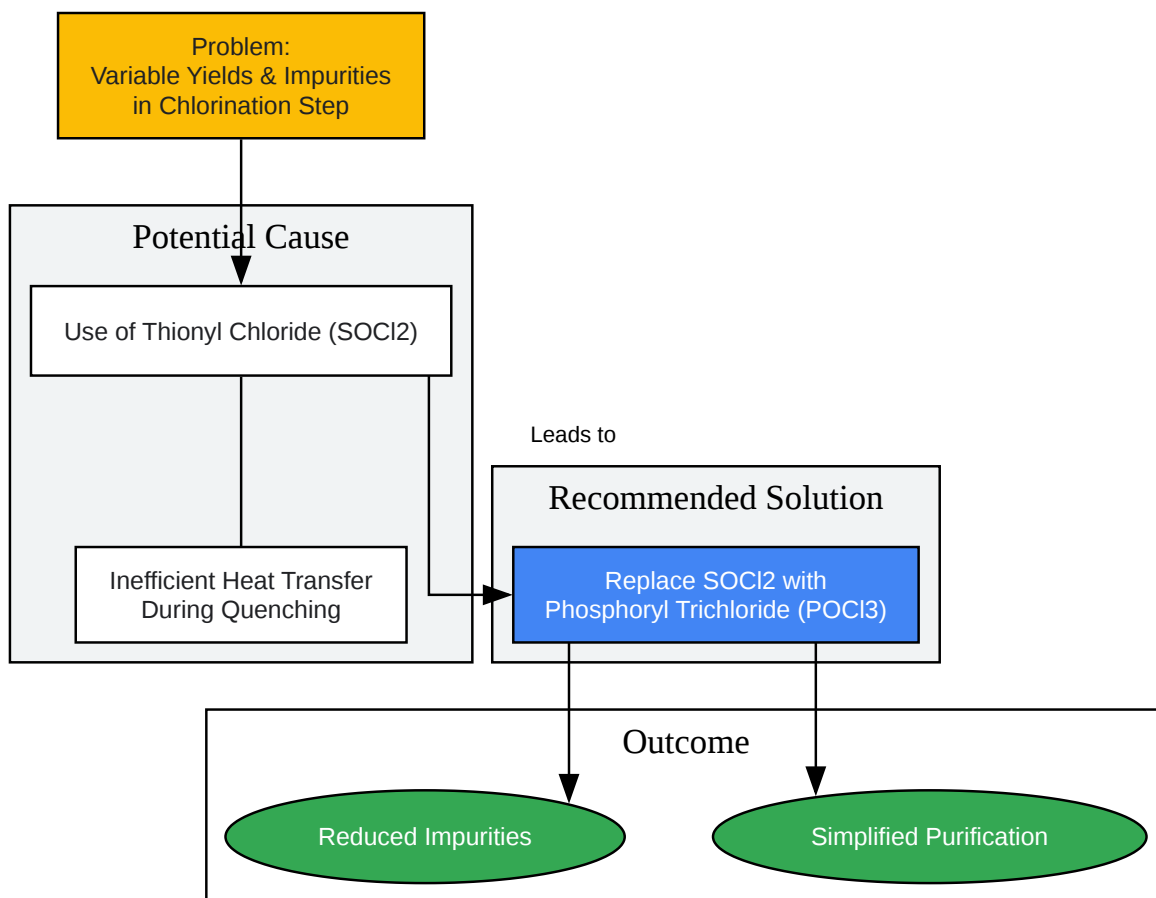 Problem:
Variable Yields & Impurities
in Chlorination Step
Potential Cause
Use of Thionyl Chloride (SOCl2)
Inefficient Heat Transfer
During Quenching
Leads to
Recommended Solution
Replace SOCl2 with
Phosphoryl Trichloride (POCl3)
Outcome
Reduced Impurities
Simplified Purification